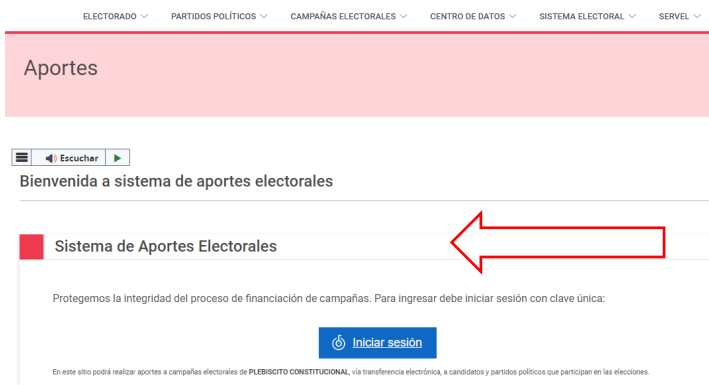 ELECTORADO PARTIDOS POLÍTICOS CAMPAÑAS ELECTORALES CENTRO DE DATOS SISTEMA ELECTORAL SERVEL
Aportes
Escuchar
Bienvenida a sistema de aportes electorales
Sistema de Aportes Electorales
Protegemos la integridad del proceso de financiación de campañas. Para ingresar debe iniciar sesión con clave única:
Iniciar sesión
En este sitio podrá realizar aportes a campañas electorales de PLEBISCITO CONSTITUCIONAL, vía transferencia electrónica, a candidatos y partidos políticos que participan en las elecciones.